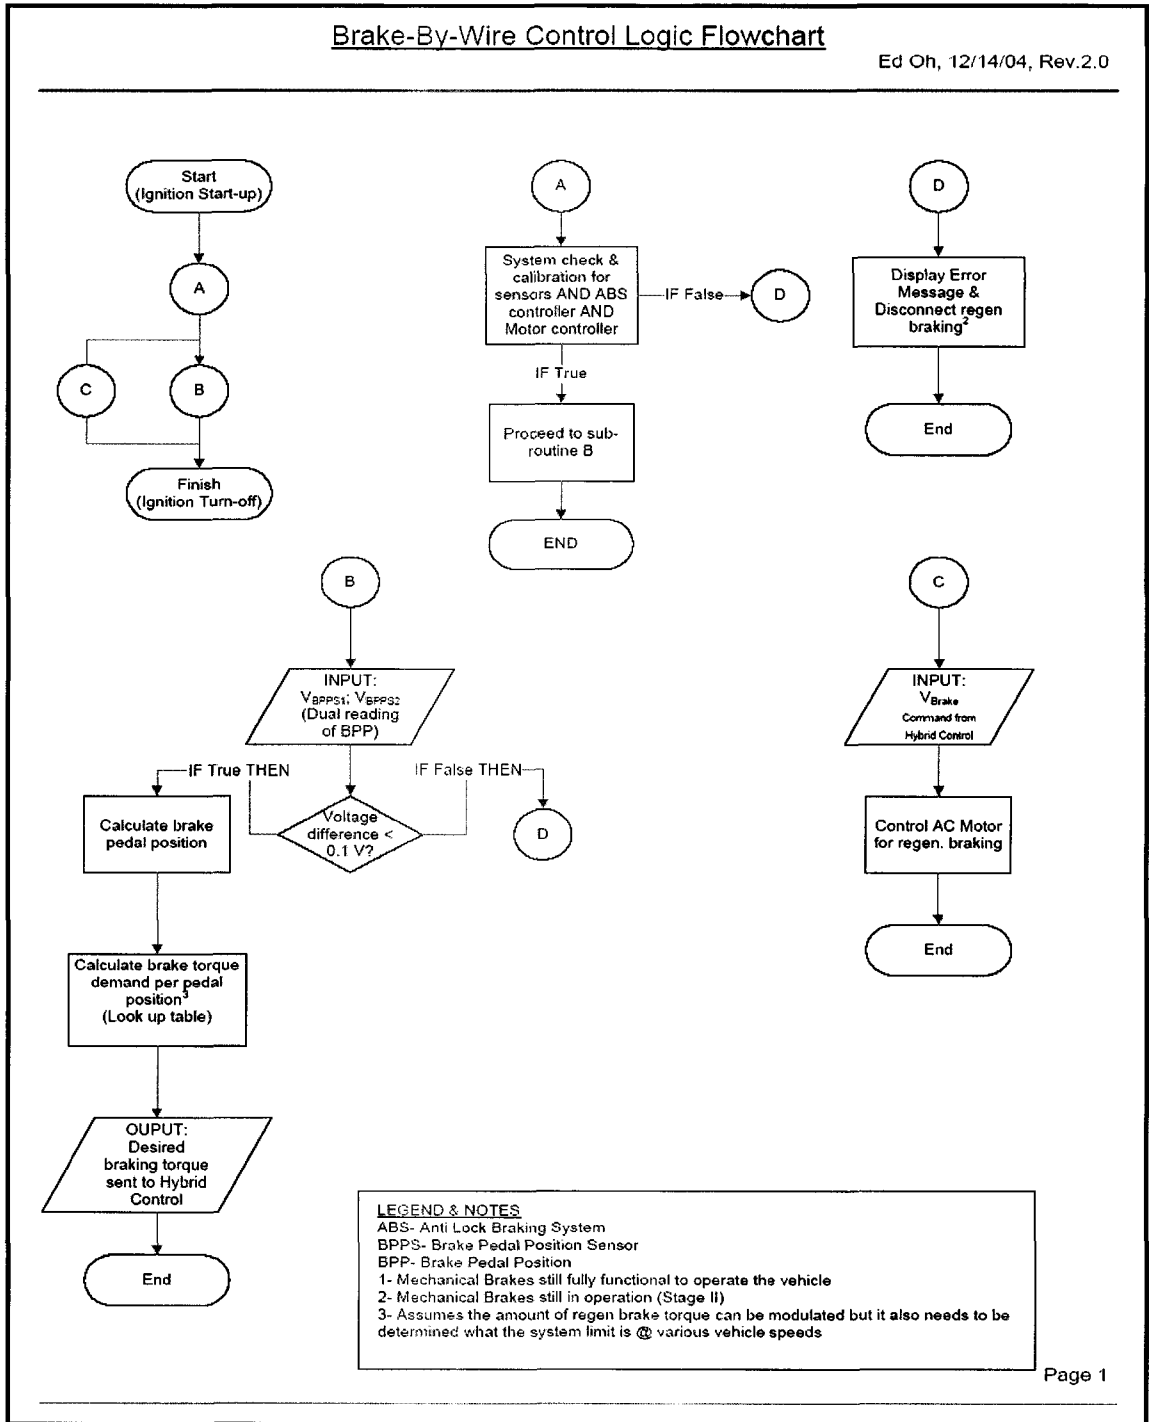 Brake-By-Wire Control Logic Flowchart
Ed Oh, 12/14/04, Rev.2.0
Start
(Ignition Start-up)
A
C
B
Finish
(Ignition Turn-off)
A
System check &
calibration for
sensors AND ABS
controller AND
Motor controller
IF False
D
IF True
Proceed to sub-
routine B
END
D
Display Error
Message &
Disconnect regen
braking2
End
B
INPUT:
VBPPS1; VBPPS2
(Dual reading
of BPP)
IF True THEN
IF False THEN
Voltage
difference <
0.1 V?
D
Calculate brake
pedal position
Calculate brake torque
demand per pedal
position3
(Look up table)
OUPUT:
Desired
braking torque
sent to Hybrid
Control
End
C
INPUT:
VBrake
Command from
Hybrid Control
Control AC Motor
for regen. braking
End
LEGEND & NOTES
ABS- Anti Lock Braking System
BPPS- Brake Pedal Position Sensor
BPP- Brake Pedal Position
1- Mechanical Brakes still fully functional to operate the vehicle
2- Mechanical Brakes still in operation (Stage II)
3- Assumes the amount of regen brake torque can be modulated but it also needs to be
determined what the system limit is @ various vehicle speeds
Page 1